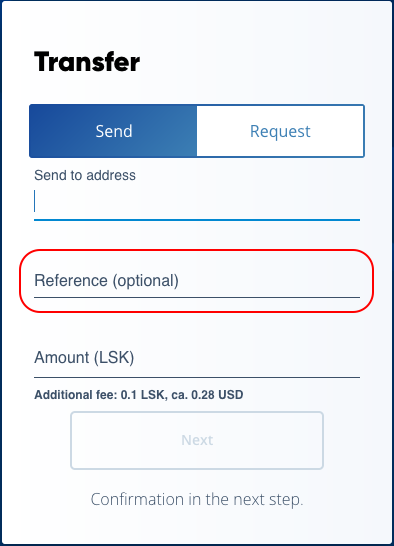 Transfer
Send
Request
Send to address
Reference (optional)
Amount (LSK)
Additional fee: 0.1 LSK, ca. 0.28 USD
Next
Confirmation in the next step.